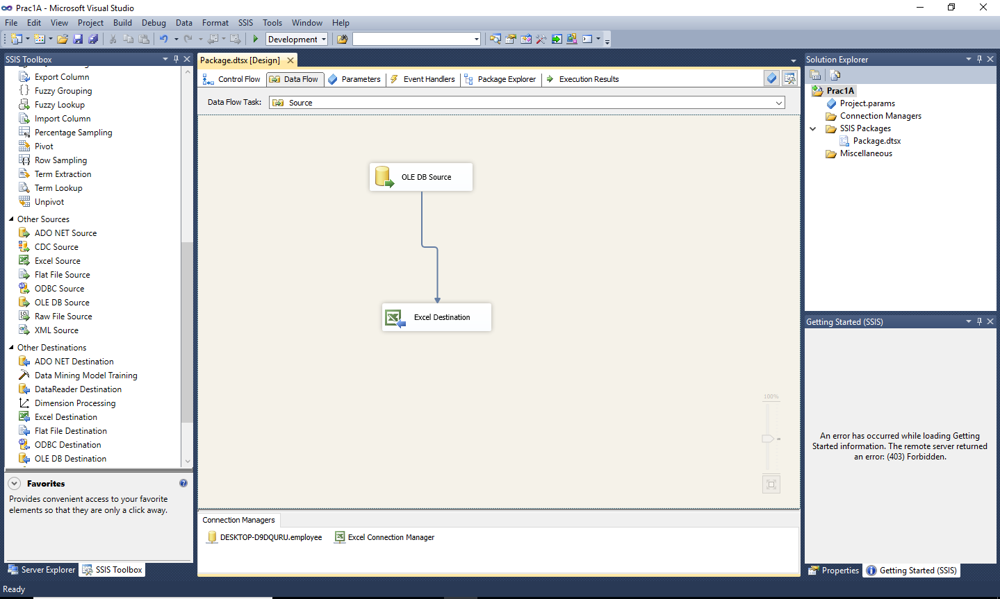 Prac1A - Microsoft Visual Studio
File Edit View Project Build Debug Data Format SSIS Tools Window Help
Development
SSIS Toolbox
Export Column
Fuzzy Grouping
Fuzzy Lookup
Import Column
Percentage Sampling
Pivot
Row Sampling
Term Extraction
Term Lookup
Unpivot
Other Sources
ADO NET Source
CDC Source
Excel Source
Flat File Source
ODBC Source
OLE DB Source
Raw File Source
XML Source
Other Destinations
ADO NET Destination
Data Mining Model Training
DataReader Destination
Dimension Processing
Excel Destination
Flat File Destination
ODBC Destination
OLE DB Destination
Favorites
Provides convenient access to your favorite
elements so that they are only a click away.
Server Explorer SSIS Toolbox
Package.dtsx [Design]
Control Flow Data Flow Parameters Event Handlers Package Explorer Execution Results
Data Flow Task: Source
OLE DB Source
Excel Destination
100%
Connection Managers
DESKTOP-D9DQURU.employee Excel Connection Manager
Solution Explorer
Prac1A
Project.params
Connection Managers
SSIS Packages
Package.dtsx
Miscellaneous
Getting Started (SSIS)
An error has occurred while loading Getting
Started information. The remote server returned
an error: (403) Forbidden.
Properties Getting Started (SSIS)
Ready